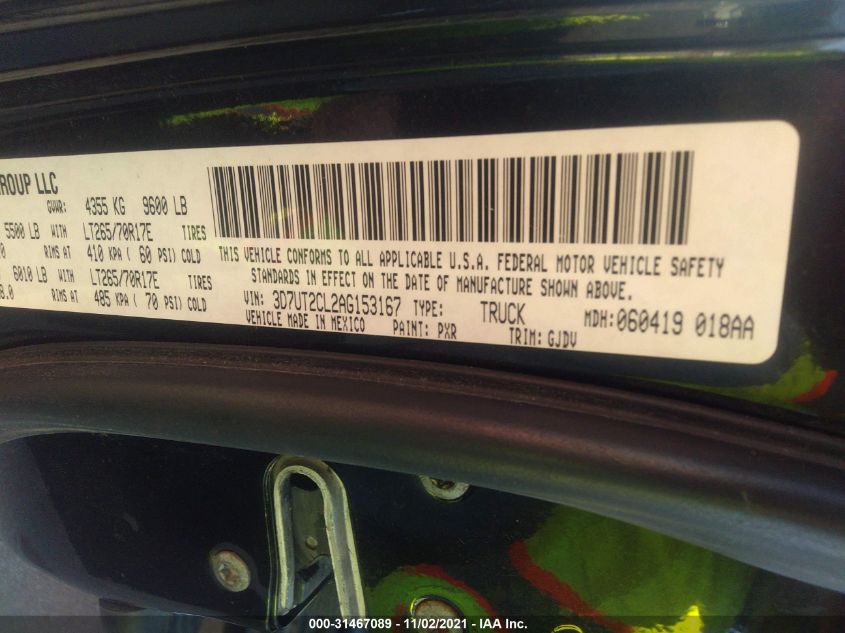 ROUP LLC
GVWR: 4355 KG 9600 LB
5500 LB WITH LT265/70R17E TIRES
0 RIMS AT 410 KPA ( 60 PSI) COLD
6010 LB WITH LT265/70R17E TIRES
8.0 RIMS AT 485 KPA ( 70 PSI) COLD
THIS VEHICLE CONFORMS TO ALL APPLICABLE U.S.A. FEDERAL MOTOR VEHICLE SAFETY
STANDARDS IN EFFECT ON THE DATE OF MANUFACTURE SHOWN ABOVE.
VIN: 3D7UT2CL2AG153167 TYPE: TRUCK MDH:060419 018AA
VEHICLE MADE IN MEXICO PAINT: PXR TRIM: GJDV
000-31467089 - 11/02/2021 - IAA Inc.